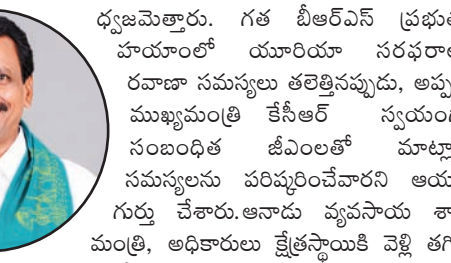 ధ్వజమెత్తారు. గత బీఆర్ఎస్ ప్రభుత
హయాంలో యూరియా సరఫరాల
రవాణా సమస్యలు తలెత్తినప్పుడు, అప్ప
ముఖ్యమంత్రి కేసీఆర్ స్వయం
సంబంధిత జీఎంలతో మాట్లా
సమస్యలను పరిష్కరించేవారని ఆయ
గుర్తు చేశారు.ఆనాడు వ్యవసాయ శా
మంత్రి, అధికారులు క్షేత్రస్థాయికి వెళ్లి తగి